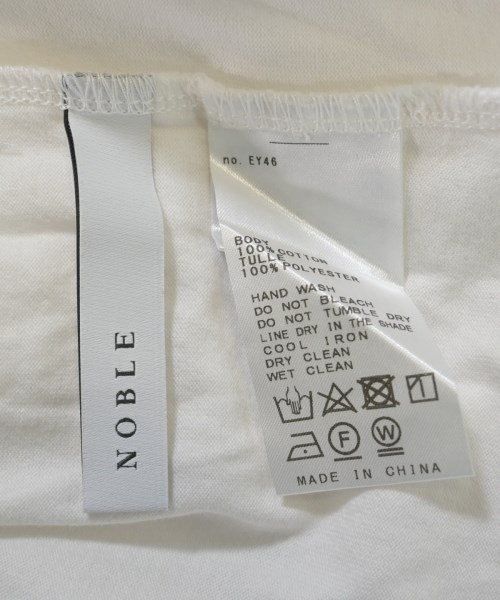 NOBLE
no. EY46
BODY
100% COTTON
TULLE
100% POLYESTER
HAND WASH
DO NOT BLEACH
DO NOT TUMBLE DRY
LINE DRY IN THE SHADE
COOL IRON
DRY CLEAN
WET CLEAN
F W
MADE IN CHINA